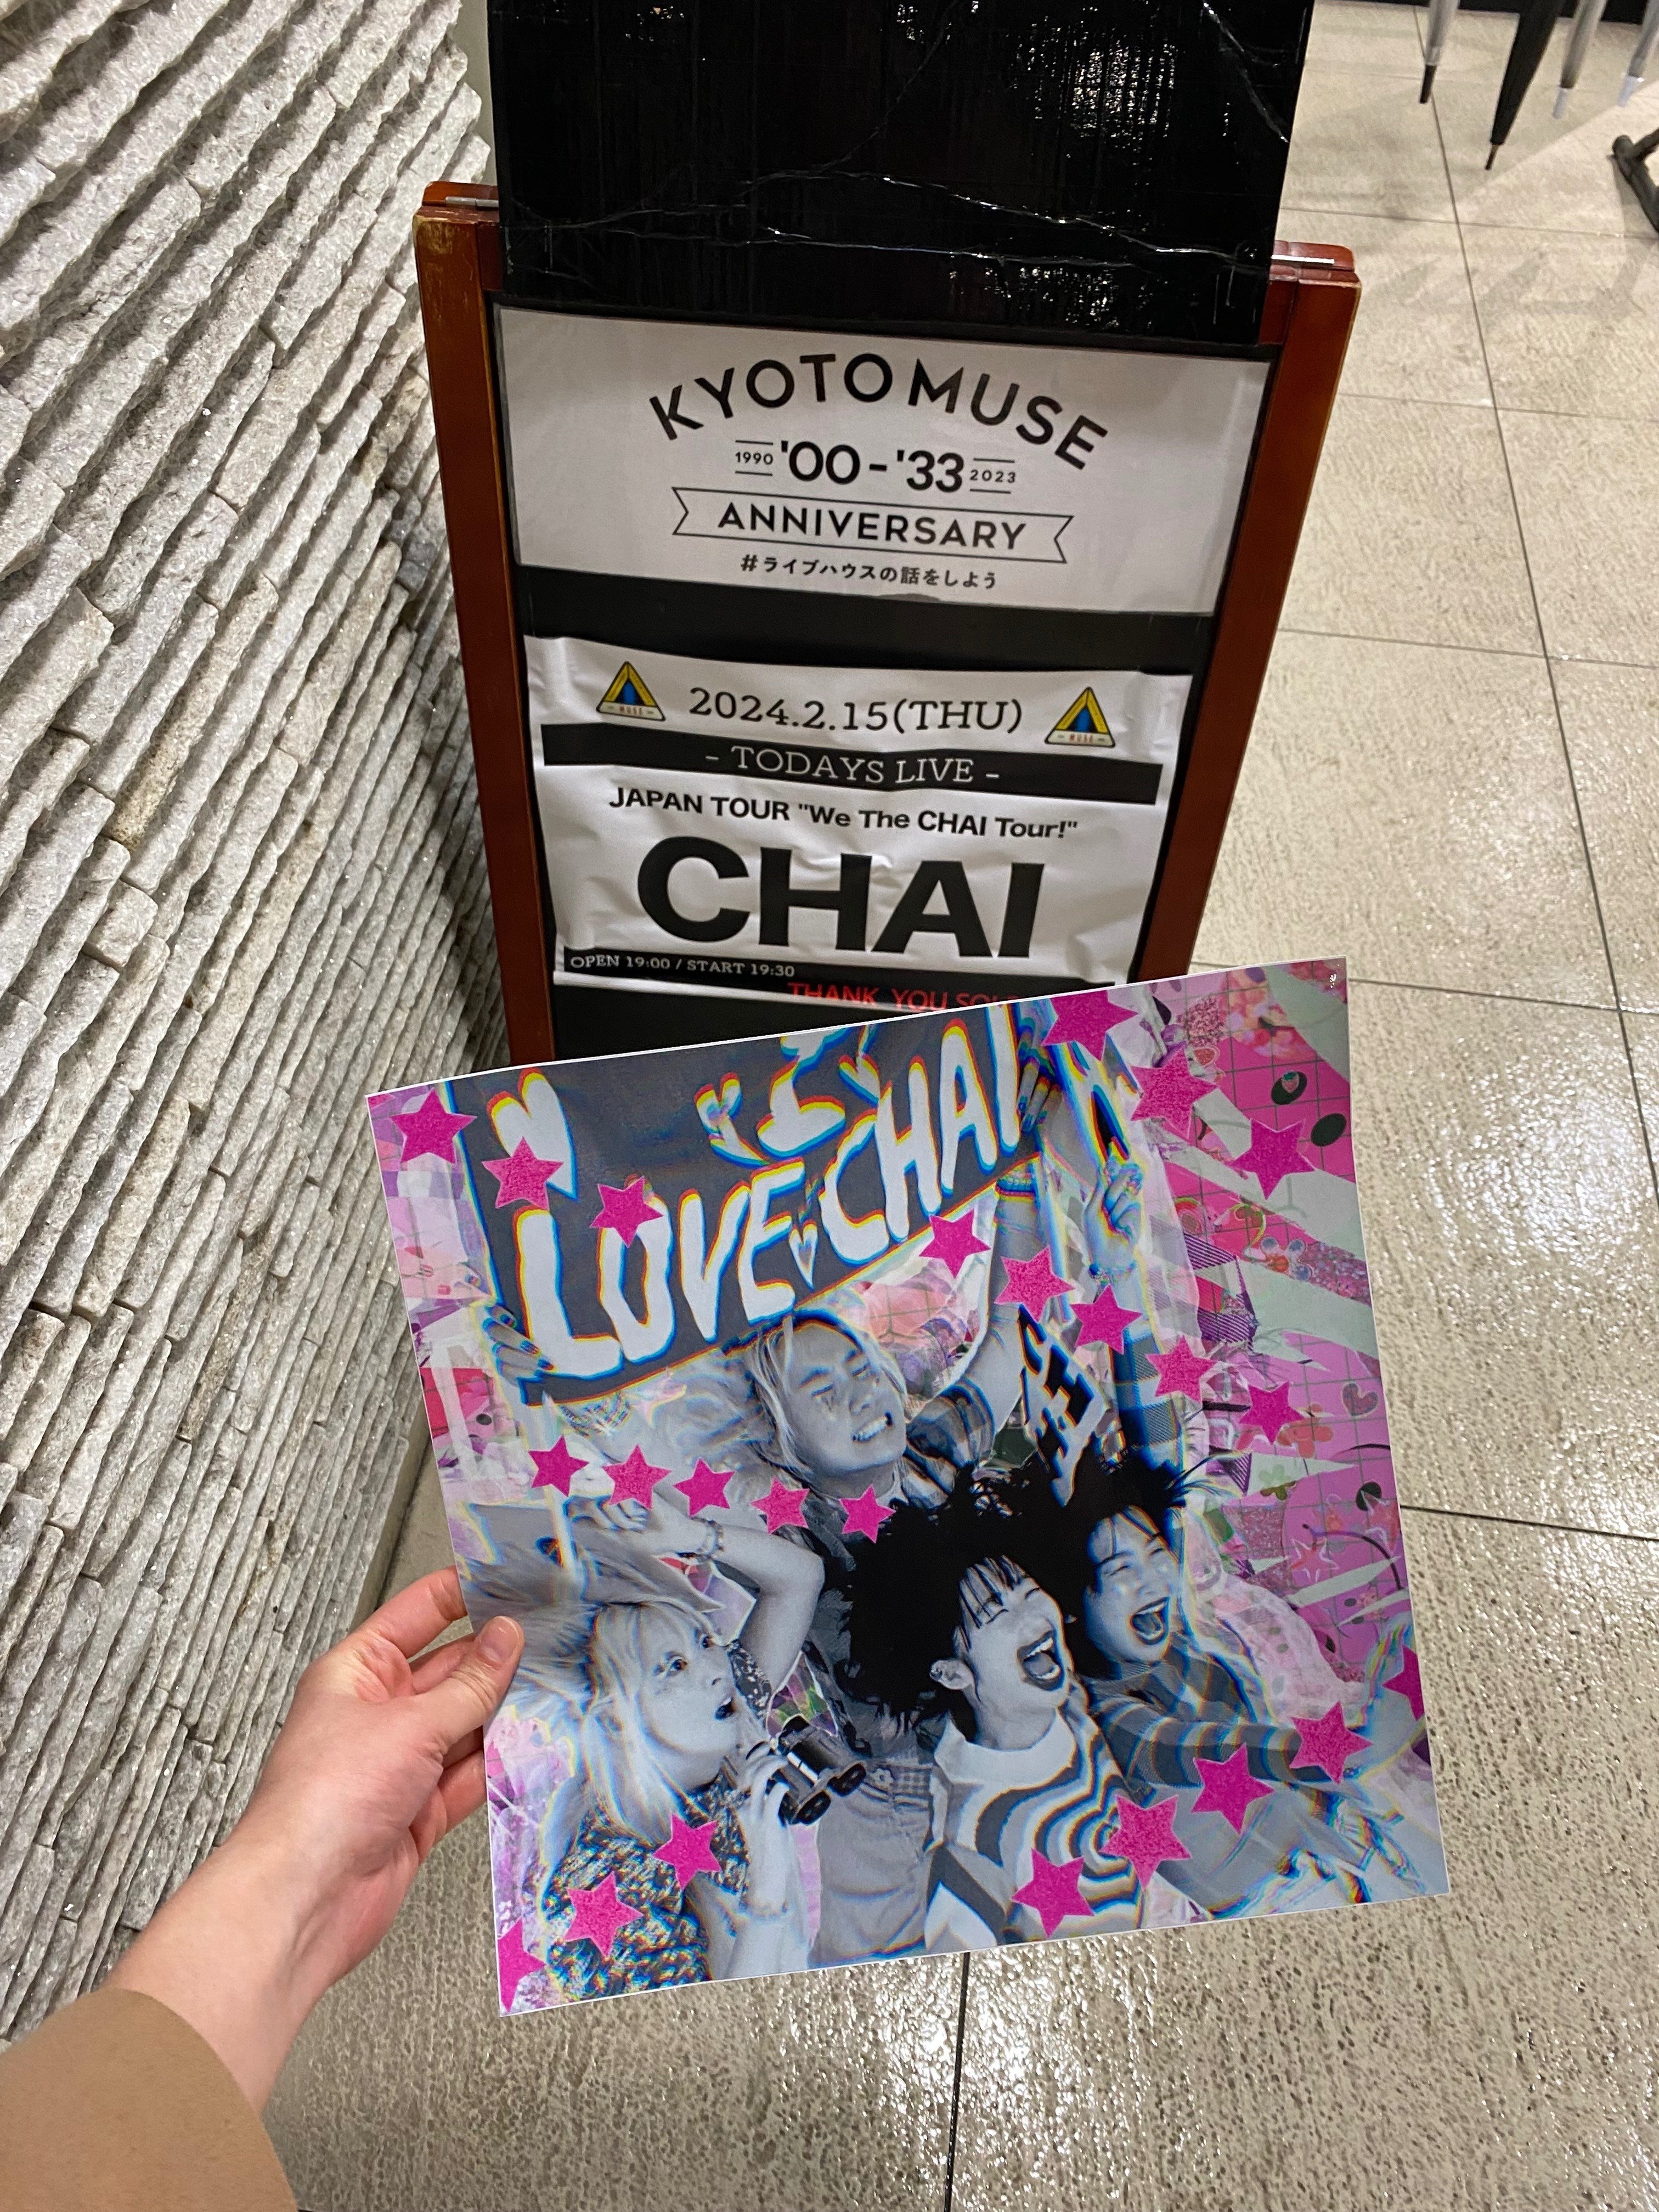 KYOTO MUSE
1990 '00-'33 2023
ANNIVERSARY
#ライブハウスの話をしよう
2024.2.15(THU)
MUSE
MUSE
- TODAYS LIVE -
JAPAN TOUR "We The CHAI Tour!"
CHAI
OPEN 19:00 / START 19:30
THANK YOU
LOVE CHAI